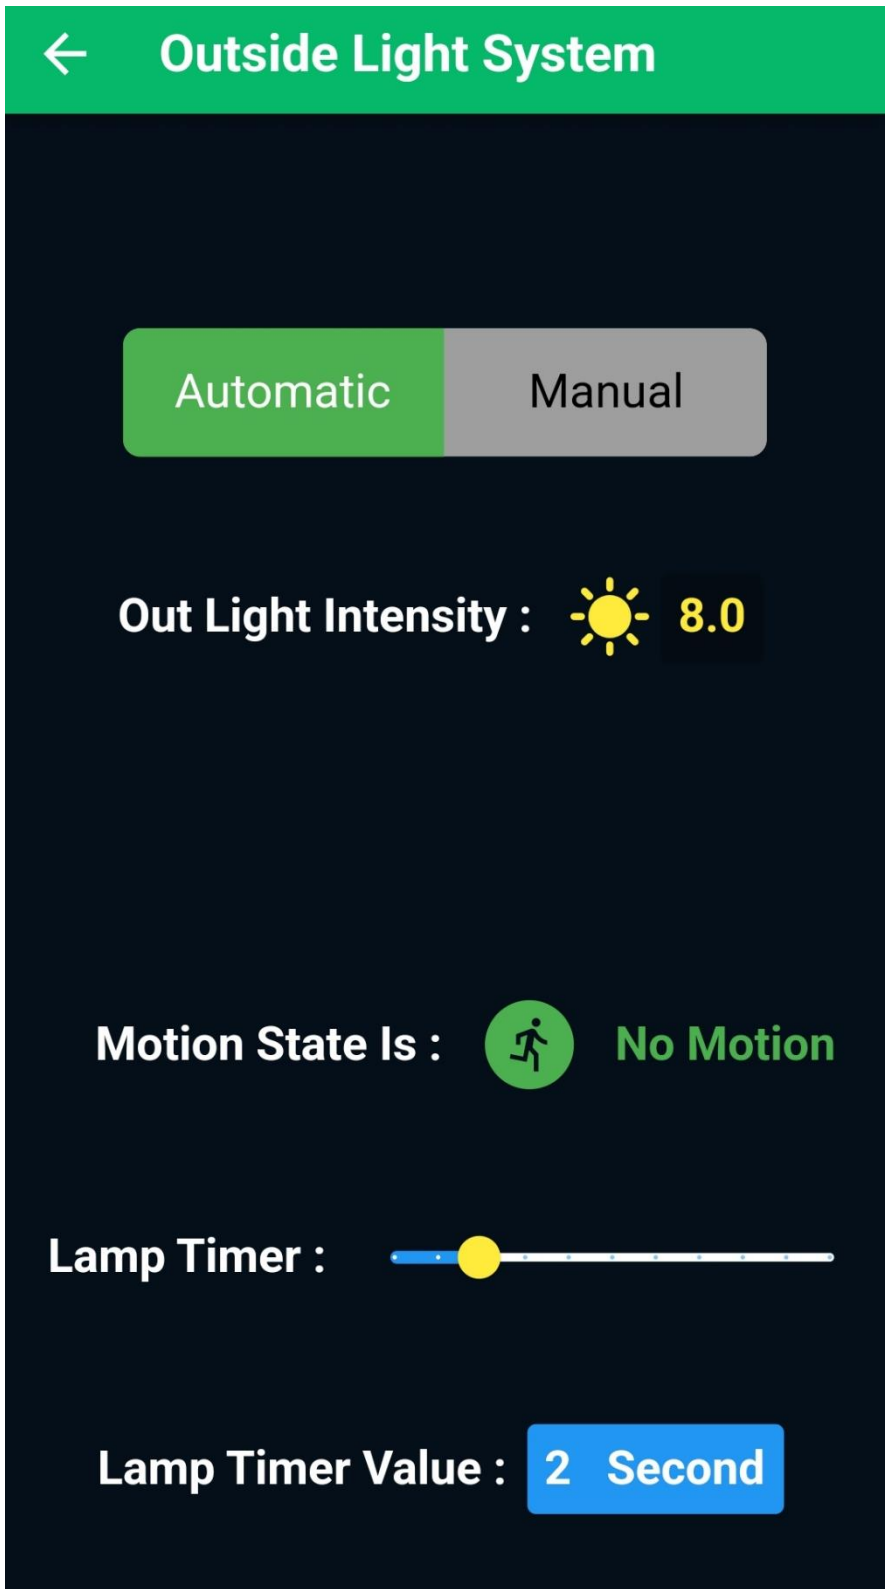 Outside Light System
Automatic Manual
Out Light Intensity : 8.0
Motion State Is : No Motion
Lamp Timer :
Lamp Timer Value : 2 Second